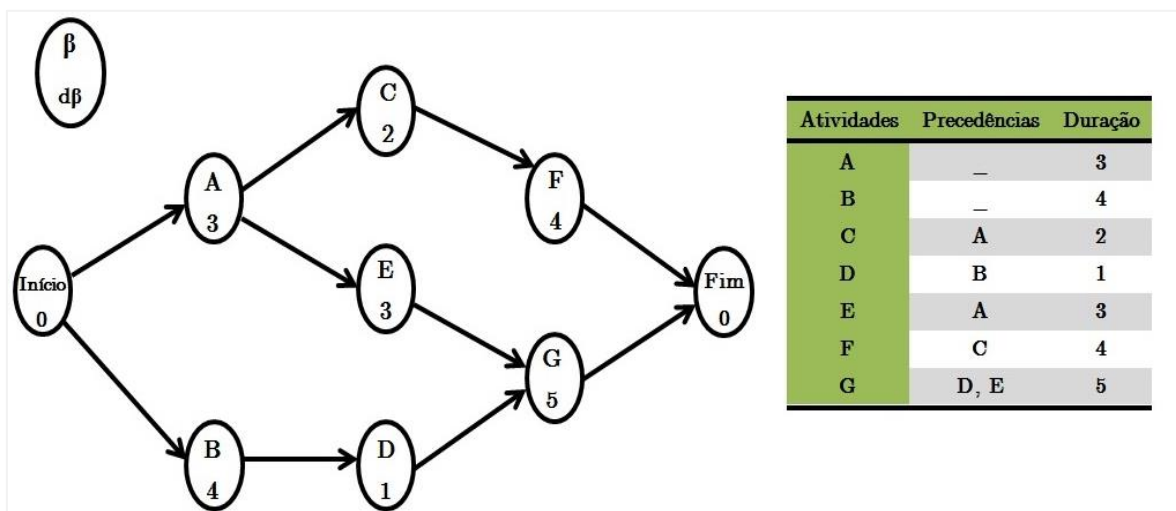 β
dβ
C
2
A
3
F
4
Início
0
E
3
Fim
0
G
5
B
4
D
1
Atividades Precedências Duração
A _ 3
B _ 4
C A 2
D B 1
E A 3
F C 4
G D, E 5